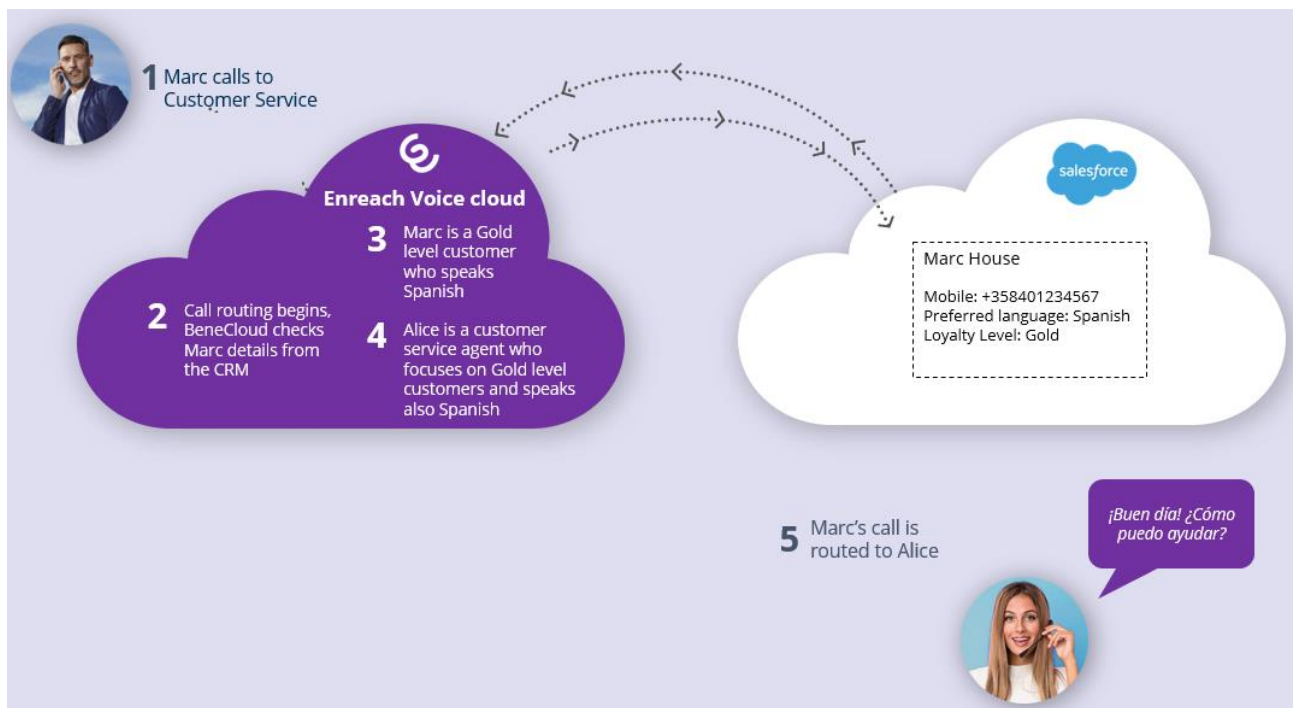 1
Marc calls to
Customer Service
Enreach Voice cloud
2
Call routing begins,
BeneCloud checks
Marc details from
the CRM
3
Marc is a Gold
level customer
who speaks
Spanish
4
Alice is a customer
service agent who
focuses on Gold level
customers and speaks
also Spanish
salesforce
Marc House
Mobile: +358401234567
Preferred language: Spanish
Loyalty Level: Gold
5
Marc’s call is
routed to Alice
¡Buen día! ¿Cómo
puedo ayudar?